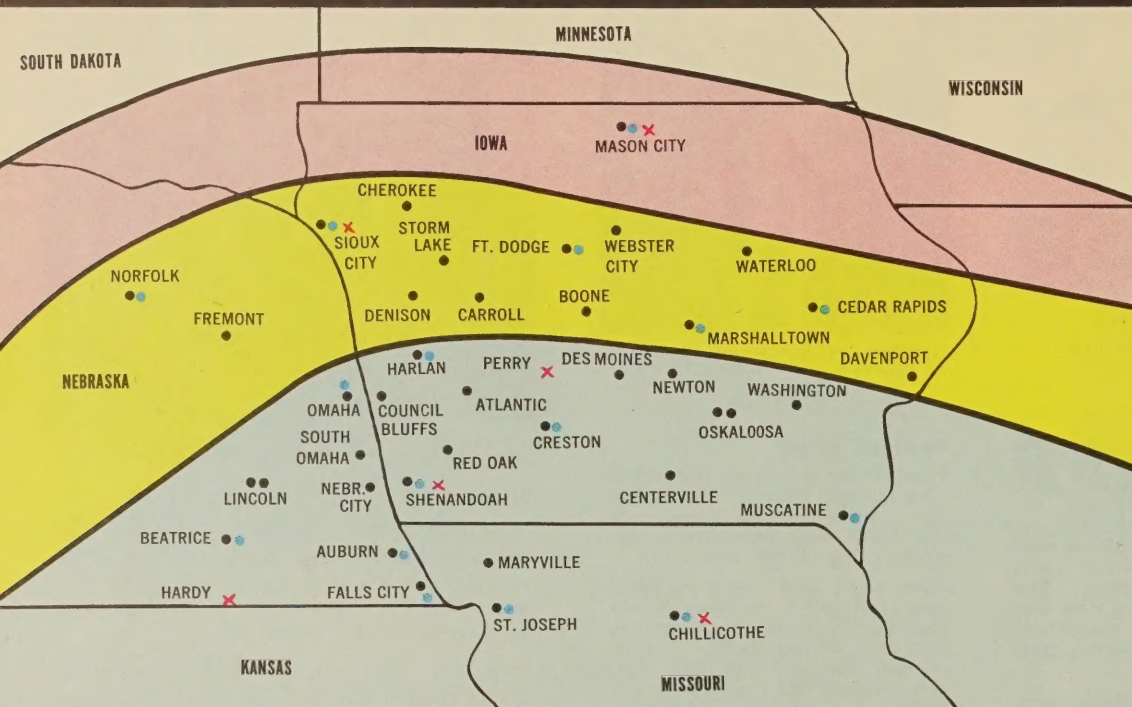 MINNESOTA
SOUTH DAKOTA
WISCONSIN
IOWA
MASON CITY
CHEROKEE
STORM
LAKE
SIOUX
CITY
FT. DODGE
WEBSTER
CITY
WATERLOO
NORFOLK
FREMONT
DENISON
CARROLL
BOONE
CEDAR RAPIDS
MARSHALLTOWN
DAVENPORT
NEBRASKA
HARLAN
PERRY
DES MOINES
NEWTON
WASHINGTON
OMAHA
COUNCIL
BLUFFS
ATLANTIC
CRESTON
OSKALOOSA
SOUTH
OMAHA
RED OAK
LINCOLN
NEBR.
CITY
SHENANDOAH
CENTERVILLE
MUSCATINE
BEATRICE
AUBURN
MARYVILLE
HARDY
FALLS CITY
ST. JOSEPH
CHILLICOTHE
KANSAS
MISSOURI